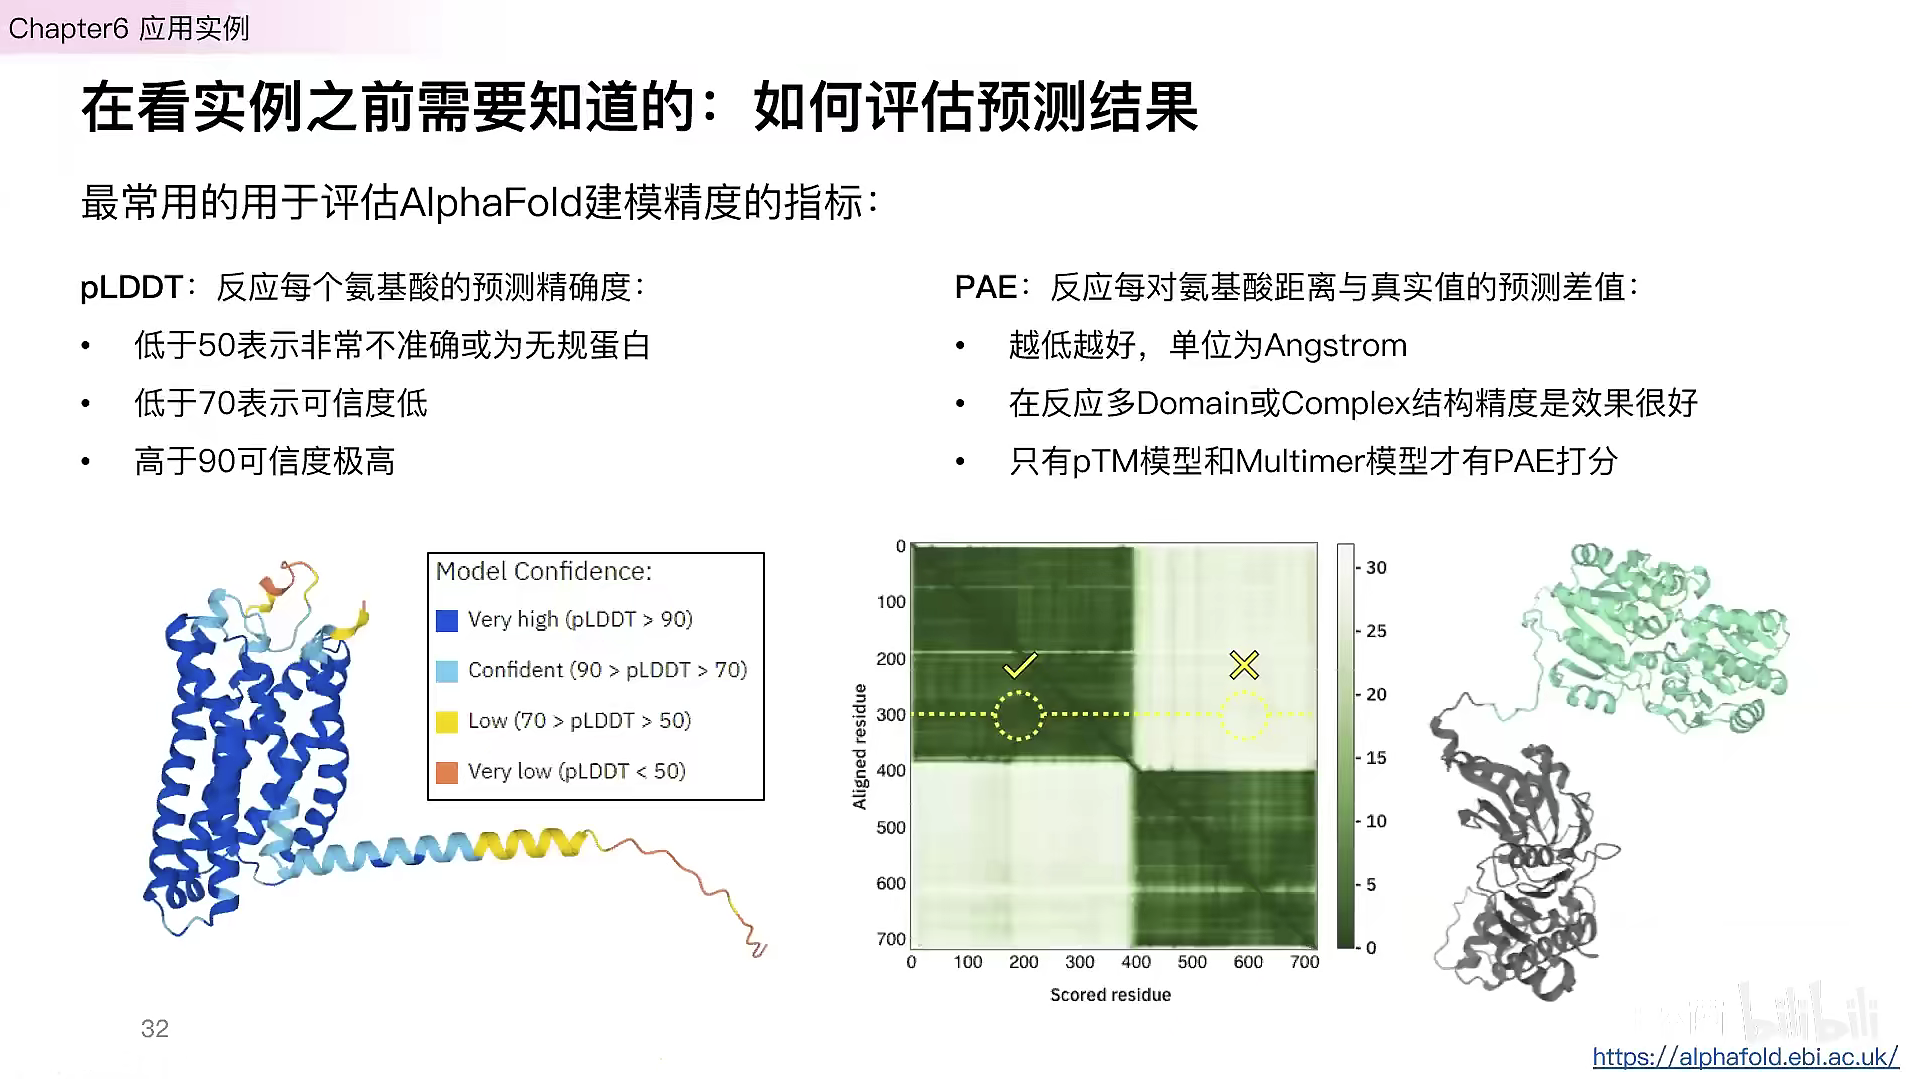 Chapter6 应用实例
在看实例之前需要知道的：如何评估预测结果
最常用的用于评估AlphaFold建模精度的指标：
pLDDT：反应每个氨基酸的预测精确度：
• 低于50表示非常不准确或为无规蛋白
• 低于70表示可信度低
• 高于90可信度极高
PAE：反应每对氨基酸距离与真实值的预测差值：
• 越低越好，单位为Angstrom
• 在反应多Domain或Complex结构精度是效果很好
• 只有pTM模型和Multimer模型才有PAE打分
Model Confidence:
Very high (pLDDT > 90)
Confident (90 > pLDDT > 70)
Low (70 > pLDDT > 50)
Very low (pLDDT < 50)
Aligned residue
0
100
200
300
400
500
600
700
0 100 200 300 400 500 600 700
Scored residue
30
25
20
15
10
5
0
32
bilibili
https://alphafold.ebi.ac.uk/